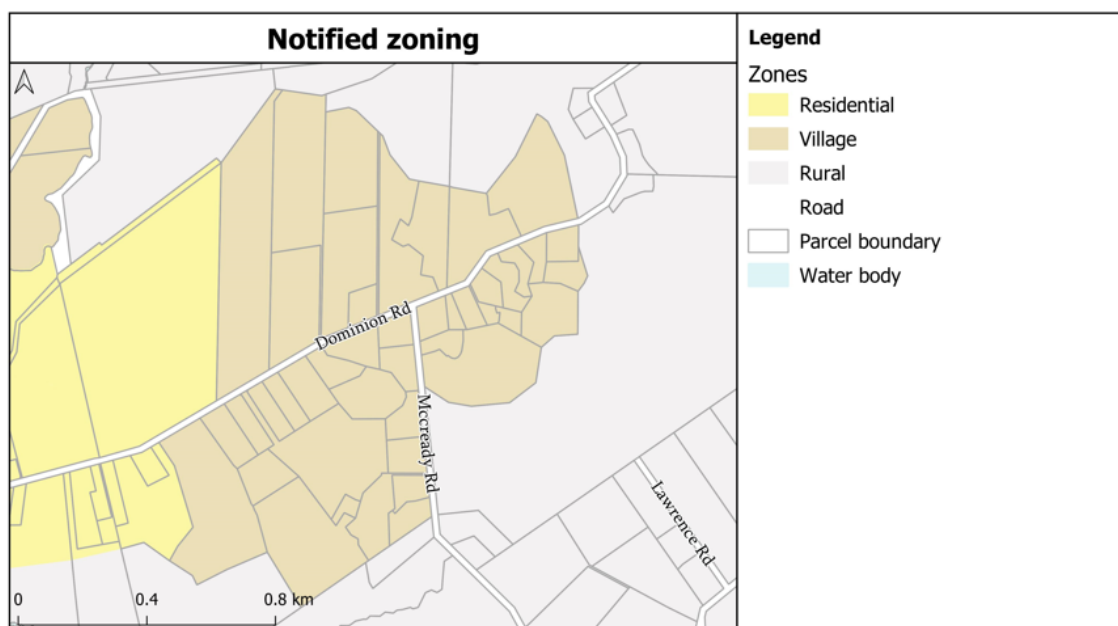 Notified zoning
Dominion Rd
Mccready Rd
Lawrence Rd
0 0.4 0.8 km
Legend
Zones
Residential
Village
Rural
Road
Parcel boundary
Water body